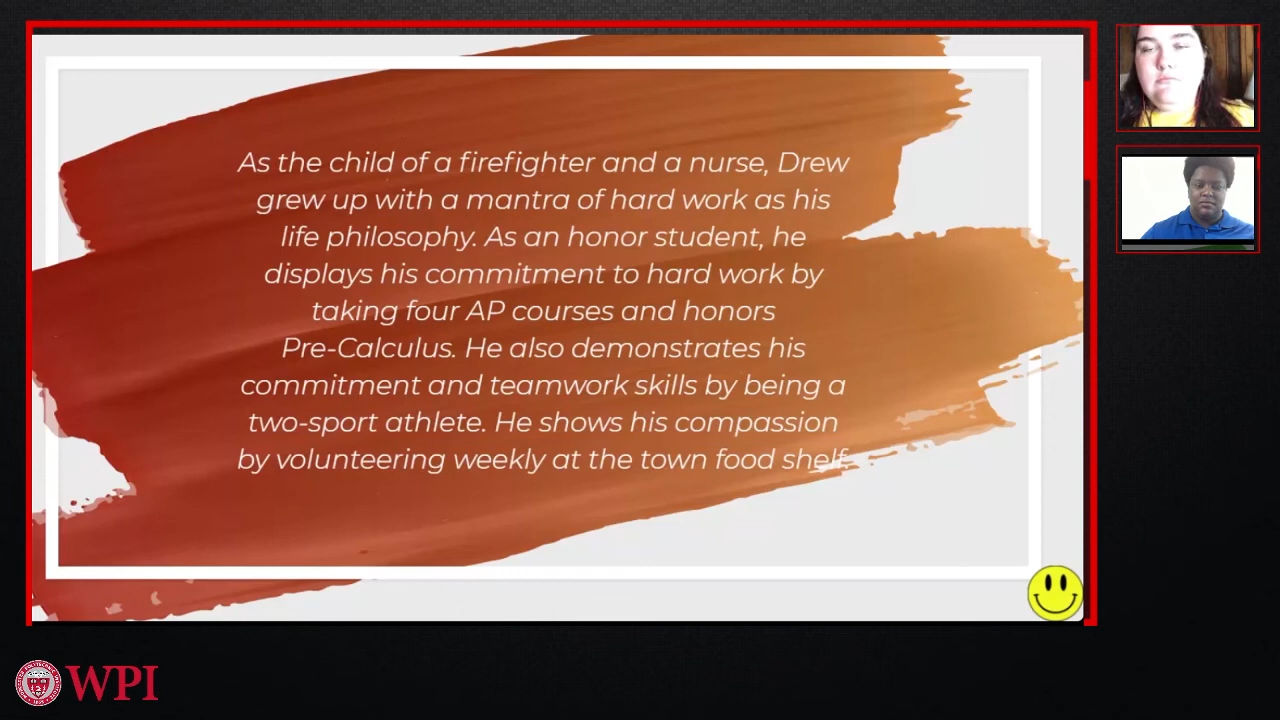 As the child of a firefighter and a nurse, Drew
grew up with a mantra of hard work as his
life philosophy. As an honor student, he
displays his commitment to hard work by
taking four AP courses and honors
Pre-Calculus. He also demonstrates his
commitment and teamwork skills by being a
two-sport athlete. He shows his compassion
by volunteering weekly at the town food shelf.
WPI